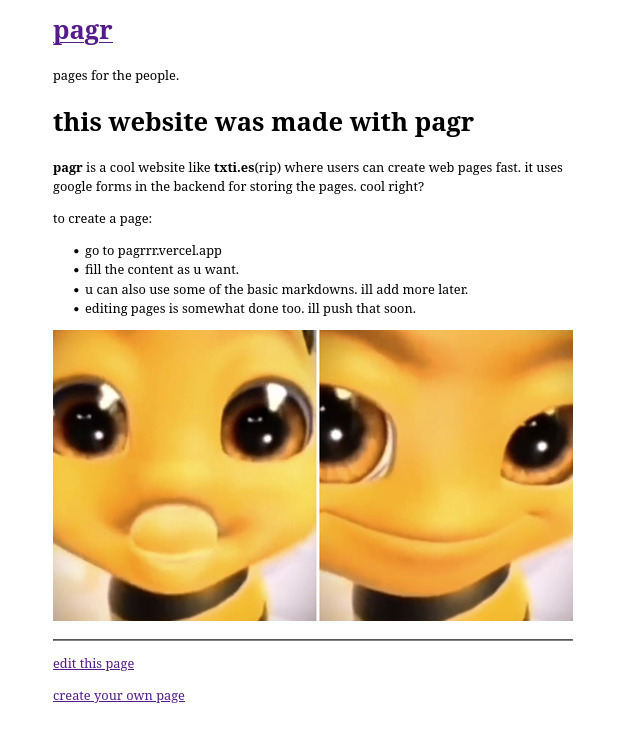 pagr
pages for the people.
this website was made with pagr
pagr is a cool website like txti.es(rip) where users can create web pages fast. it uses
google forms in the backend for storing the pages. cool right?
to create a page:
• go to pagrrr.vercel.app
• fill the content as u want.
• u can also use some of the basic markdowns. ill add more later.
• editing pages is somewhat done too. ill push that soon.
edit this page
create your own page